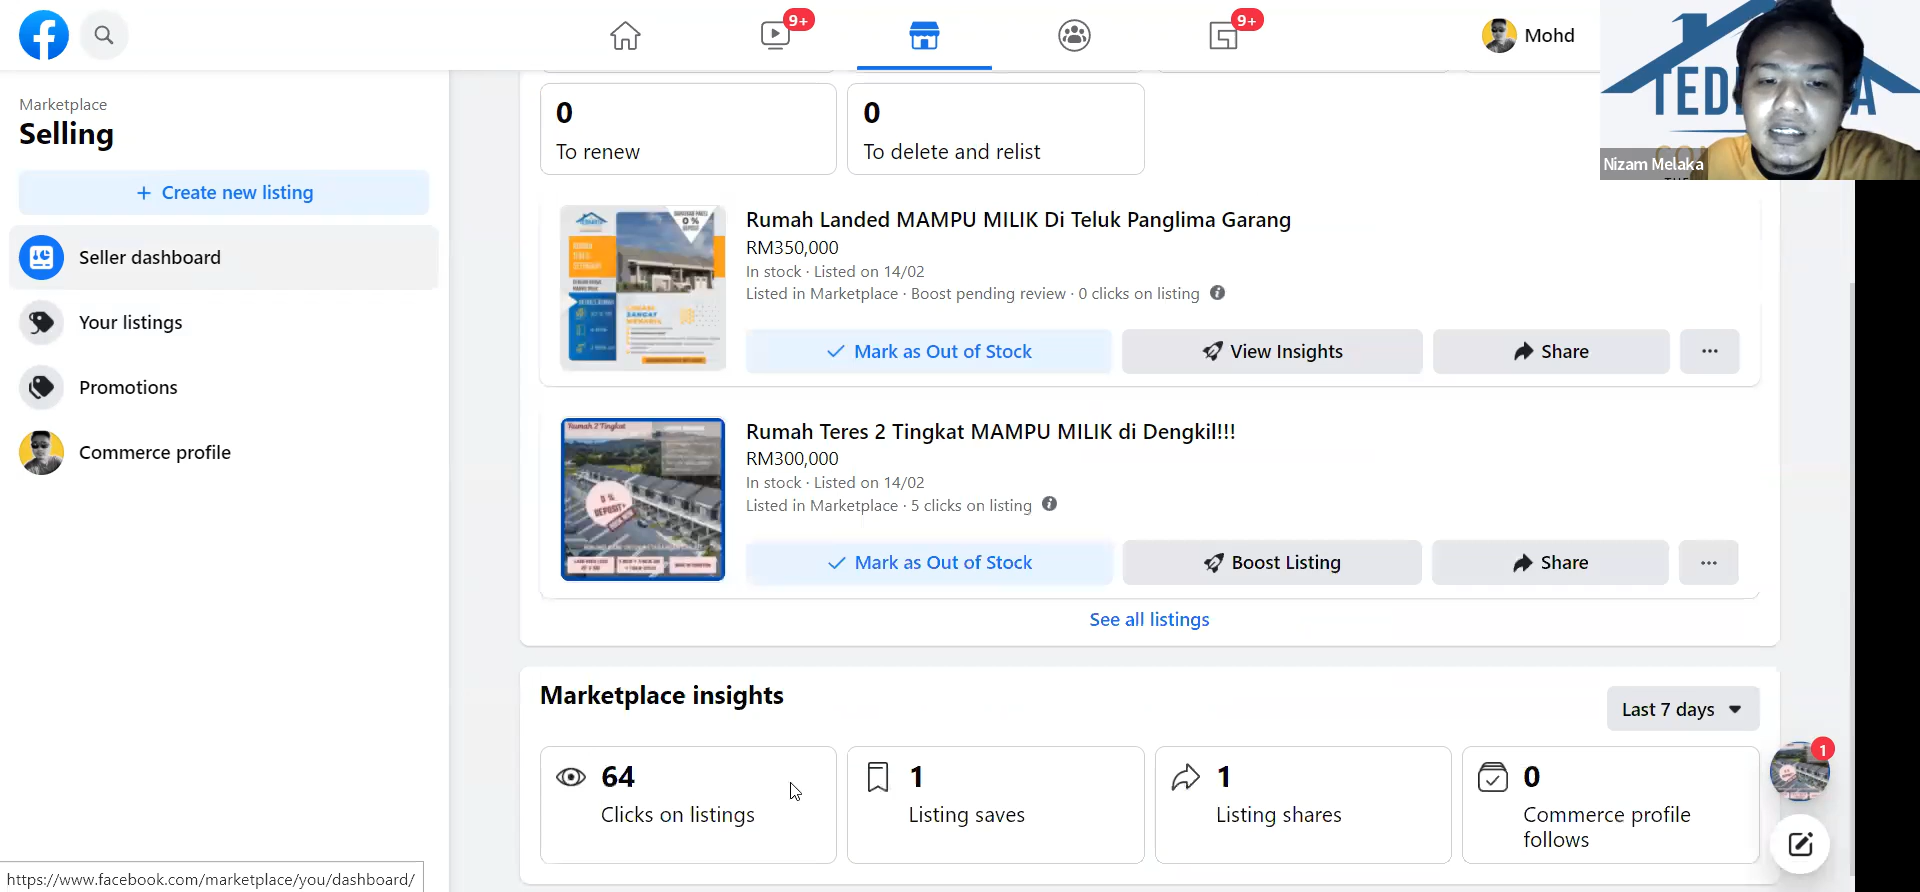 9+
9+
Mohd
Nizam Melaka
Marketplace
Selling
Create new listing
Seller dashboard
Your listings
Promotions
Commerce profile
0
To renew
0
To delete and relist
Rumah Landed MAMPU MILIK Di Teluk Panglima Garang
RM350,000
In stock · Listed on 14/02
Listed in Marketplace · Boost pending review · 0 clicks on listing
Mark as Out of Stock
View Insights
Share
Rumah 2 Tingkat
0 %
DEPOSIT
Rumah Teres 2 Tingkat MAMPU MILIK di Dengkil!!!
RM300,000
In stock · Listed on 14/02
Listed in Marketplace · 5 clicks on listing
Mark as Out of Stock
Boost Listing
Share
See all listings
Marketplace insights
Last 7 days
64
Clicks on listings
1
Listing saves
1
Listing shares
0
Commerce profile
follows
1
https://www.facebook.com/marketplace/you/dashboard/